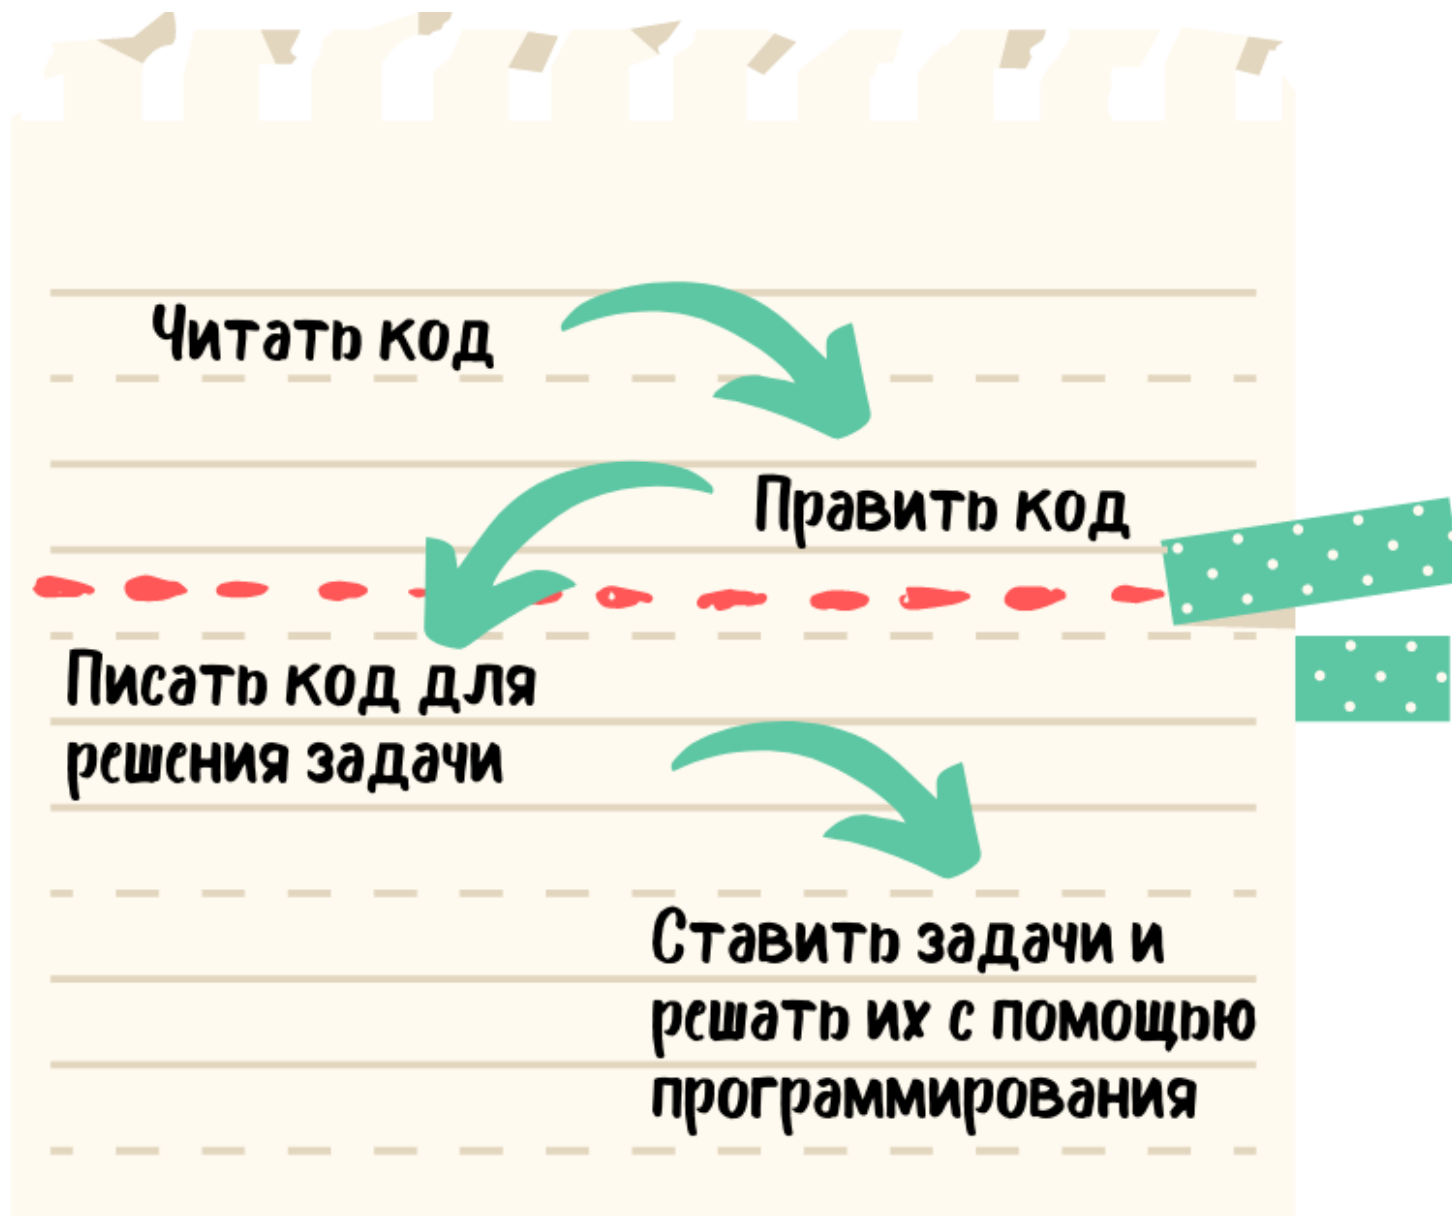 Читать код
Править код
Писать код для
решения задачи
Ставить задачи и
решать их с помощью
программирования